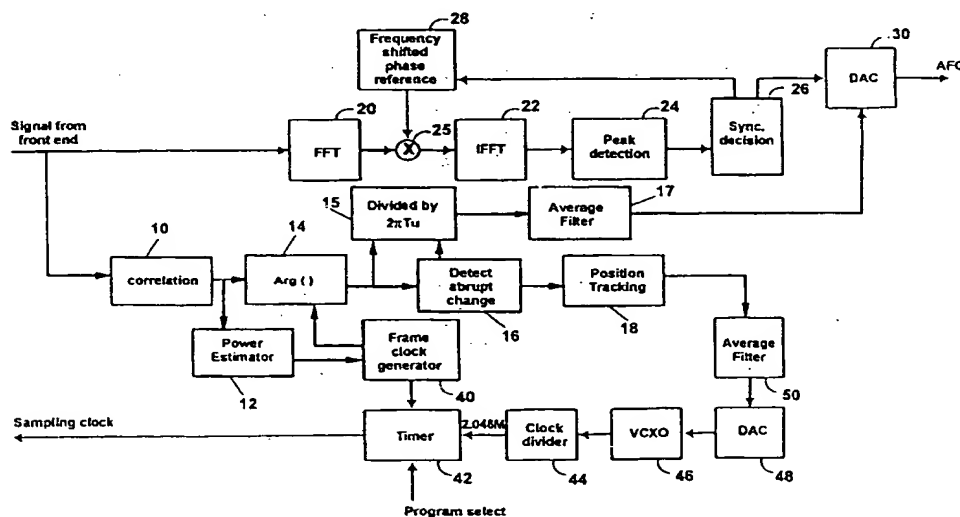 28
Frequency
shifted
phase
reference
.30
DAC
AFC
20
22
24
26
Signal from
front end
FFT
X
25
IFFT
Peak
detection
Sync.
decision
15
Divided by
2πTu
Average
Filter
17
10
14
correlation
Arg ( )
Detect
abrupt
change
16
Position
Tracking
18
Power
Estimator
12
Frame
clock
generator
40
Average
Filter
50
Sampling clock
Timer
42
2.048M
Clock
divider
44
VCXO
46
DAC
48
Program select